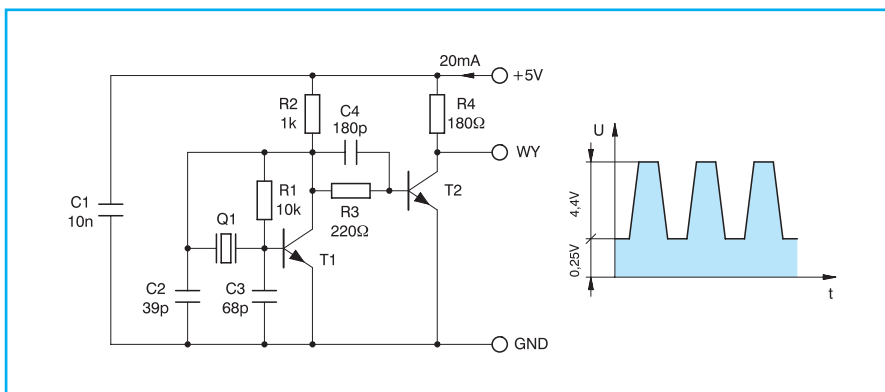 20mA
+5V
R2
1k
C4
180p
R4
180Ω
U
WY
R1
10k
R3
220Ω
T2
C1
10n
Q1
T1
4,4V
0,25V
C2
39p
C3
68p
t
GND